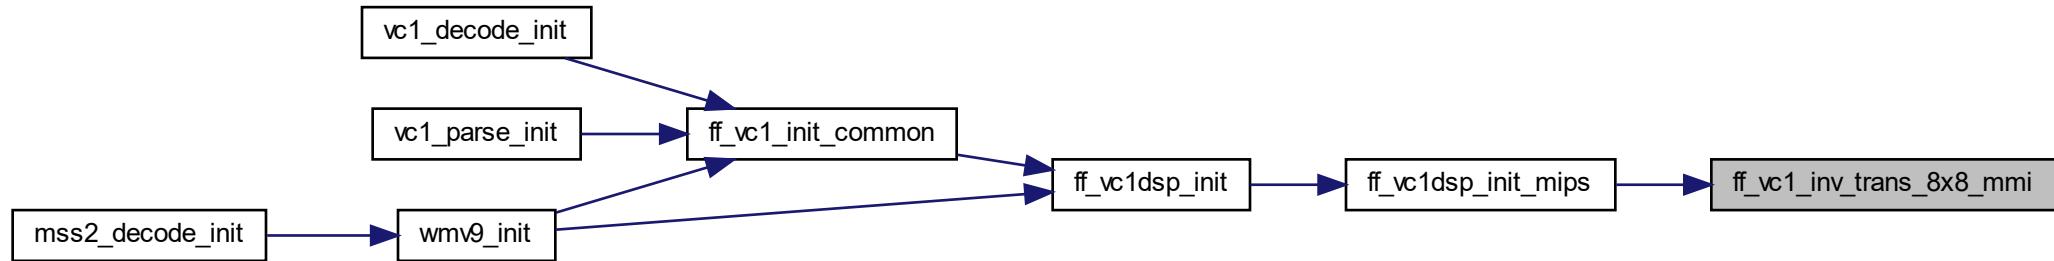 vc1_decode_init
vc1_parse_init
ff_vc1_init_common
ff_vc1dsp_init
ff_vc1dsp_init_mips
ff_vc1_inv_trans_8x8_mmi
mss2_decode_init
wmv9_init